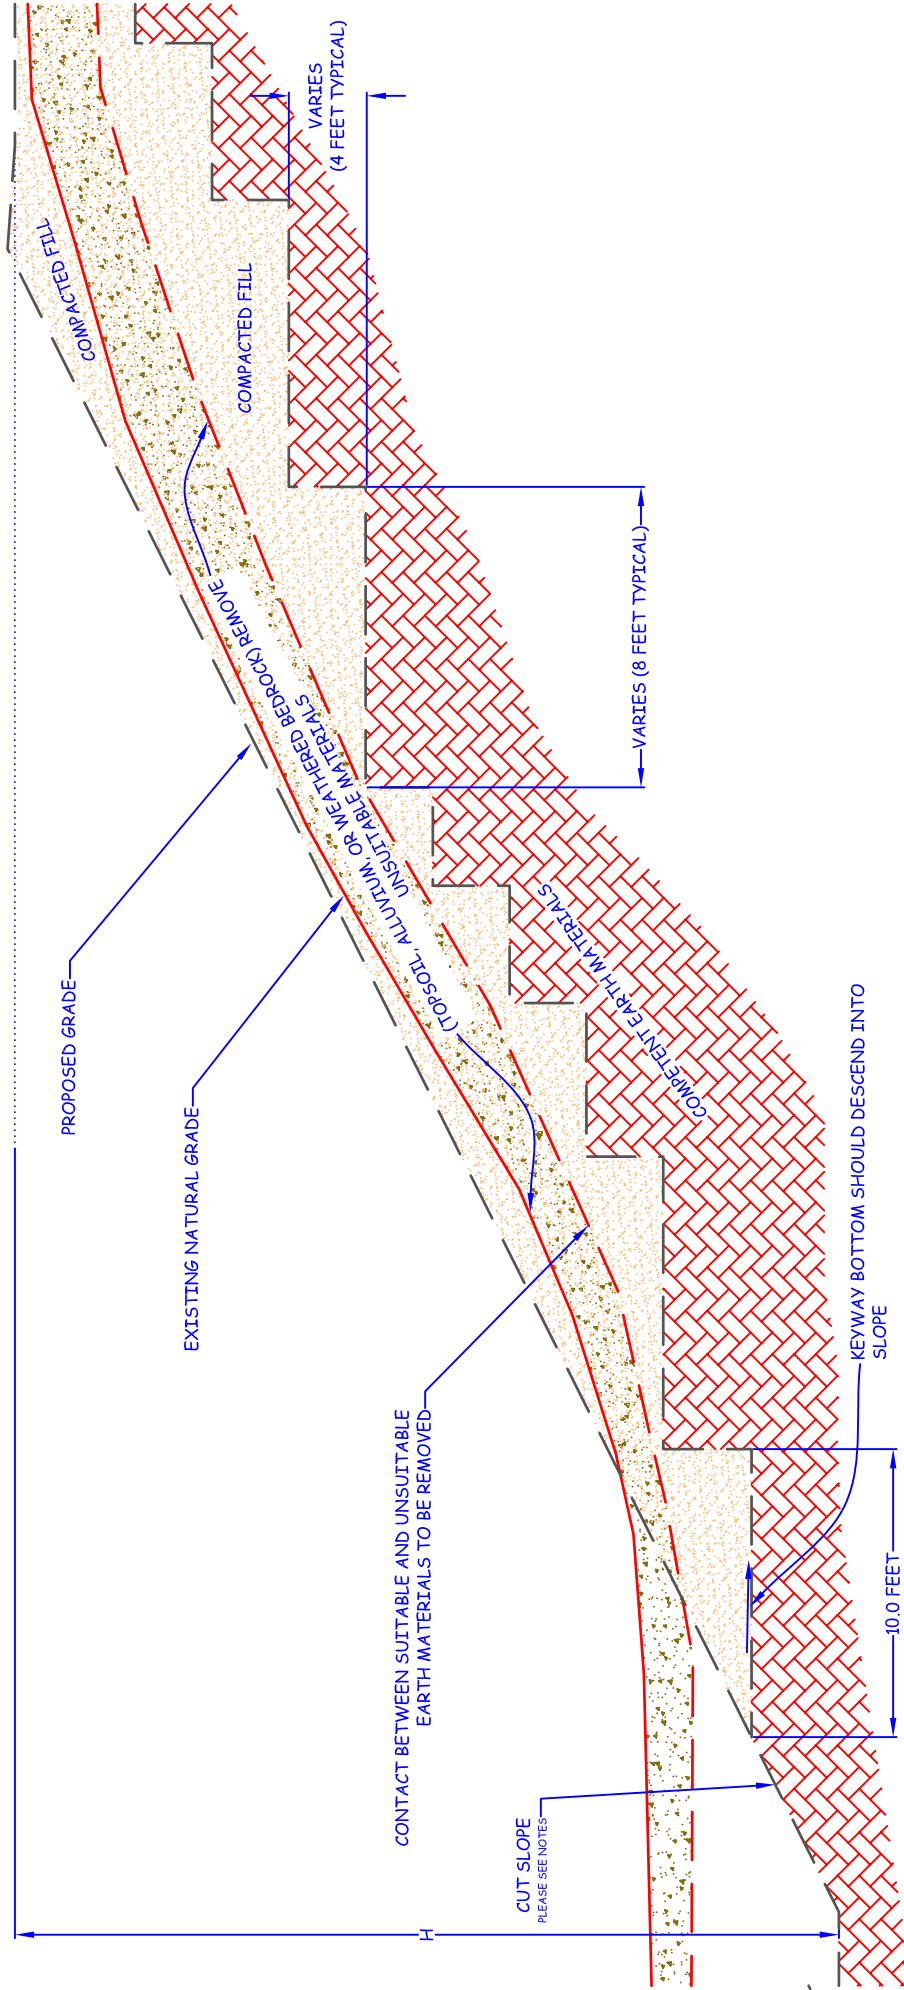 PROPOSED GRADE
EXISTING NATURAL GRADE
CONTACT BETWEEN SUITABLE AND UNSUITABLE
EARTH MATERIALS TO BE REMOVED
CUT SLOPE
PLEASE SEE NOTES
H
COMPACTED FILL
COMPACTED FILL
UNSUITABLE MATERIALS
(TOPSOIL, ALLUVIUM, OR WEATHERED BEDROCK) REMOVE
UNSUITABLE MATERIALS
COMPETENT EARTH MATERIALS
VARIES
(4 FEET TYPICAL)
VARIES (8 FEET TYPICAL)
KEYWAY BOTTOM SHOULD DESCEND INTO
SLOPE
10.0 FEET